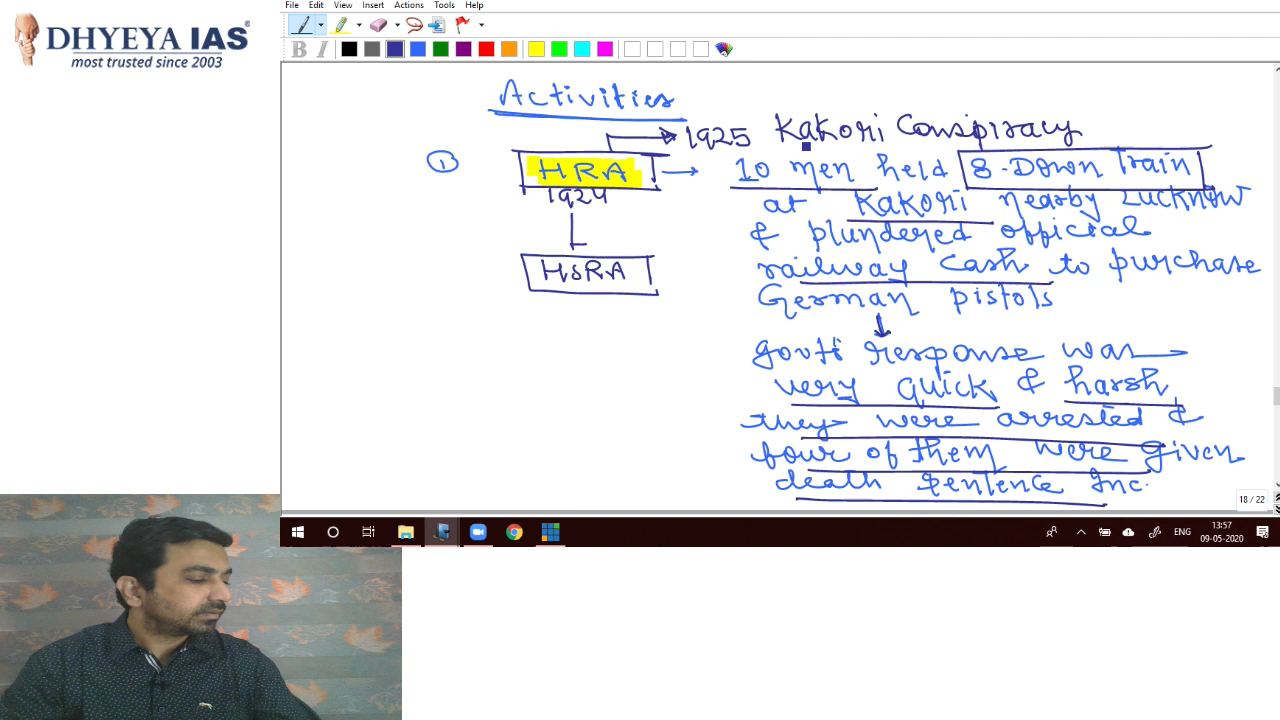 DHYEYA IAS®
most trusted since 2003
File Edit View Insert Actions Tools Help
B I
Activities
1925 Kakori Conspiracy
① HRA → 10 men held 8-Down Train
1924
at Kakori nearby Lucknow
& plundered official
HSRA
railway cash to purchase
German pistols
govt's response was
very quick & harsh
they were arrested &
four of them were given
death sentence Inc.
18 / 22
ENG
13:57
09-05-2020